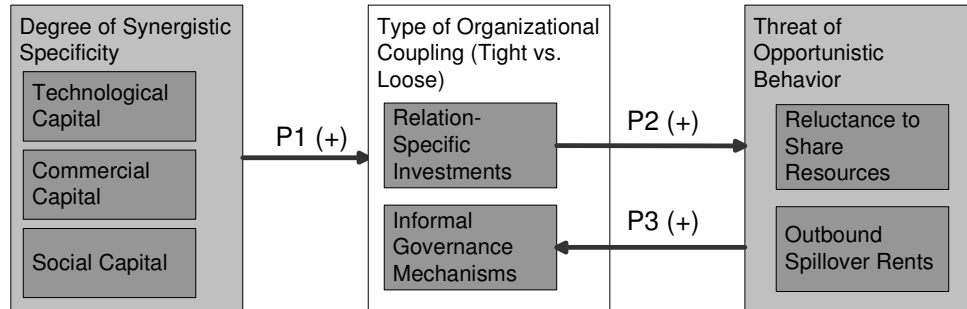 Degree of Synergistic
Specificity
Technological
Capital
Commercial
Capital
Social Capital
P1 (+)
Type of Organizational
Coupling (Tight vs.
Loose)
Relation-
Specific
Investments
Informal
Governance
Mechanisms
P2 (+)
P3 (+)
Threat of
Opportunistic
Behavior
Reluctance to
Share
Resources
Outbound
Spillover Rents